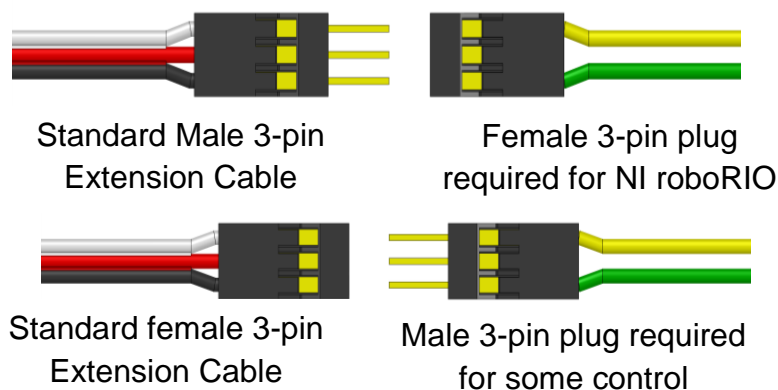 Standard Male 3-pin
Extension Cable
Female 3-pin plug
required for NI roboRIO
Standard female 3-pin
Extension Cable
Male 3-pin plug required
for some control